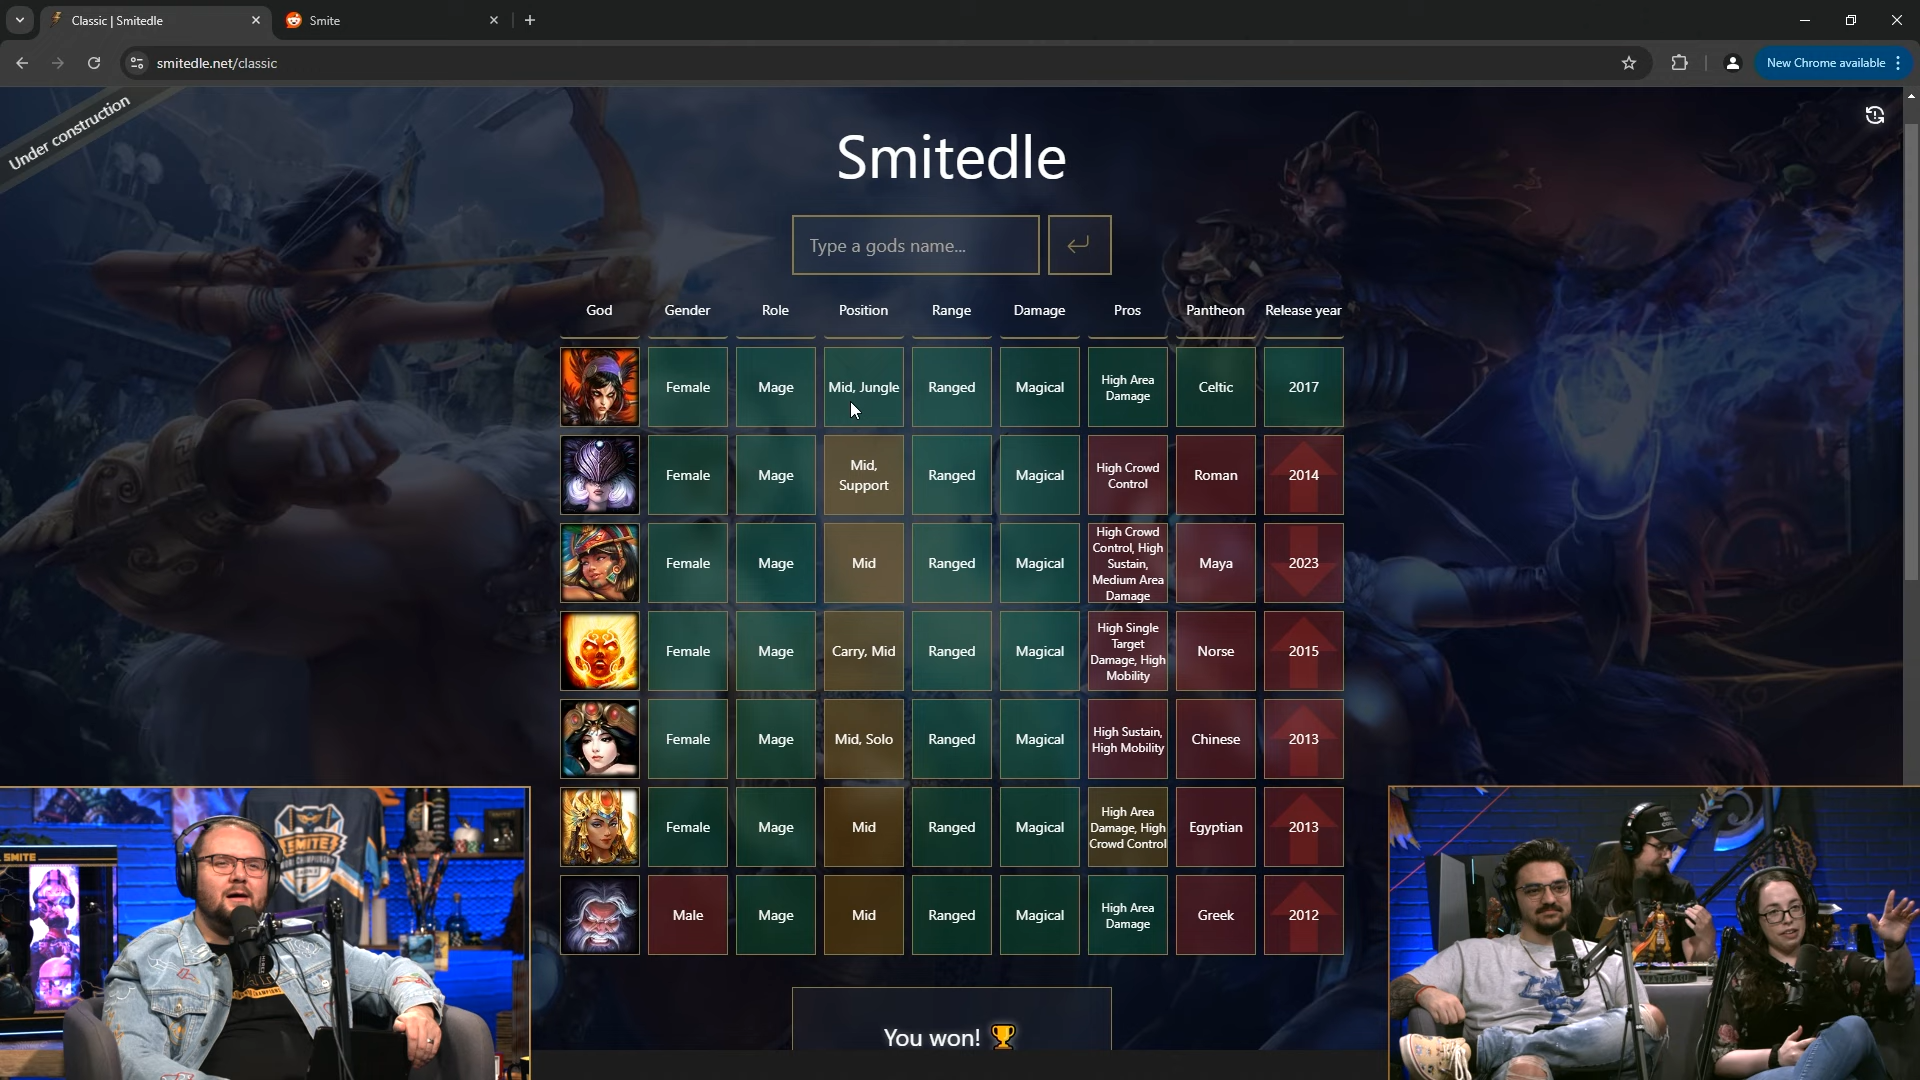 Classic | Smitedle
Smite
smitedle.net/classic
New Chrome available
Under construction
Smitedle
Type a gods name...
God Gender Role Position Range Damage Pros Pantheon Release year
Female Mage Mid, Jungle Ranged Magical High Area Damage Celtic 2017
Female Mage Mid, Support Ranged Magical High Crowd Control Roman 2014
Female Mage Mid Ranged Magical High Crowd Control, High Sustain, Medium Area Damage Maya 2023
Female Mage Carry, Mid Ranged Magical High Single Target Damage, High Mobility Norse 2015
Female Mage Mid, Solo Ranged Magical High Sustain, High Mobility Chinese 2013
Female Mage Mid Ranged Magical High Area Damage, High Crowd Control Egyptian 2013
Male Mage Mid Ranged Magical High Area Damage Greek 2012
You won!
SMITE
SMITE